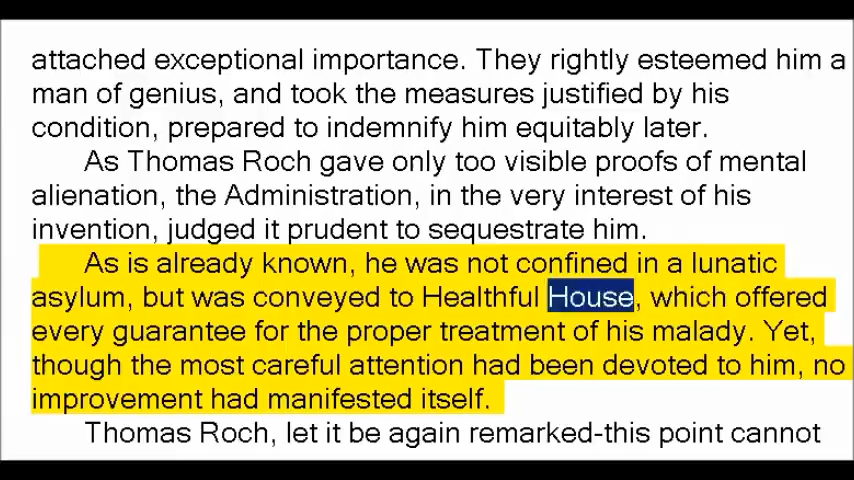 attached exceptional importance. They rightly esteemed him a
man of genius, and took the measures justified by his
condition, prepared to indemnify him equitably later.
As Thomas Roch gave only too visible proofs of mental
alienation, the Administration, in the very interest of his
invention, judged it prudent to sequestrate him.
As is already known, he was not confined in a lunatic
asylum, but was conveyed to Healthful House, which offered
every guarantee for the proper treatment of his malady. Yet,
though the most careful attention had been devoted to him, no
improvement had manifested itself.
Thomas Roch, let it be again remarked-this point cannot